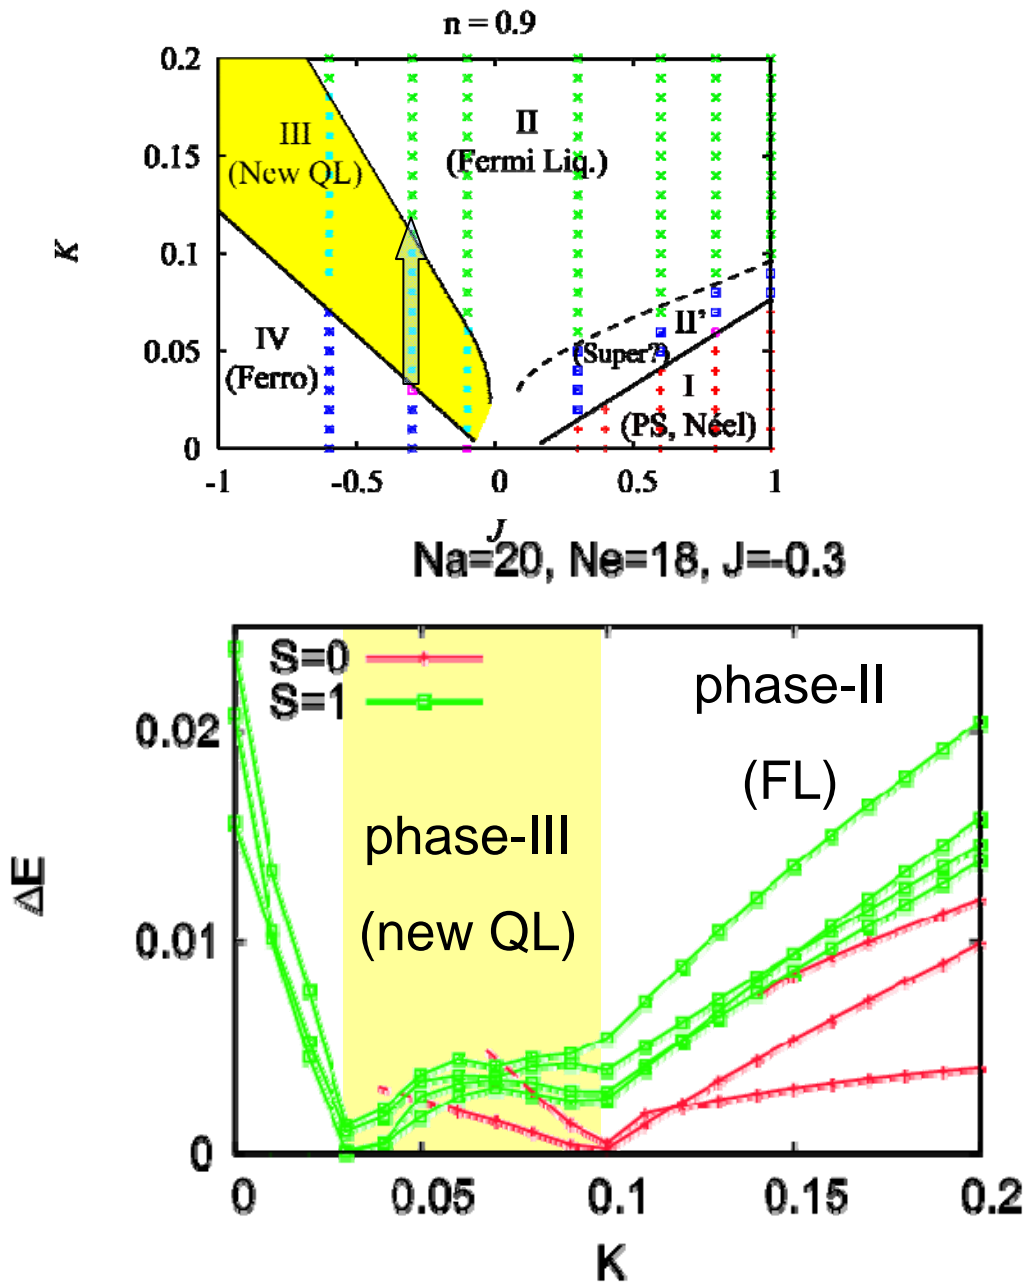 n = 0.9
0.2
0.15
0.1
0.05
0
K
III
(New QL)
II
(Fermi Liq.)
IV
(Ferro)
II'
(Super?)
I
(PS, Néel)
-1
-0.5
0
0.5
1
J
Na=20, Ne=18, J=-0.3
S=0
S=1
phase-II
(FL)
phase-III
(new QL)
0.02
0.01
0
ΔE
0
0.05
0.1
0.15
0.2
K